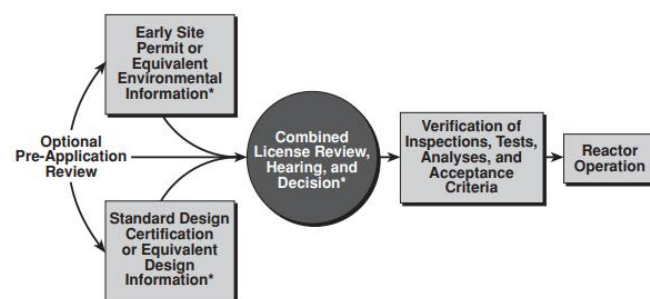 Early Site
Permit or
Equivalent
Environmental
Information*
Optional
Pre-Application
Review
Combined
License Review,
Hearing, and
Decision*
Verification of
Inspections, Tests,
Analyses, and
Acceptance
Criteria
Reactor
Operation
Standard Design
Certification
or Equivalent
Design
Information*